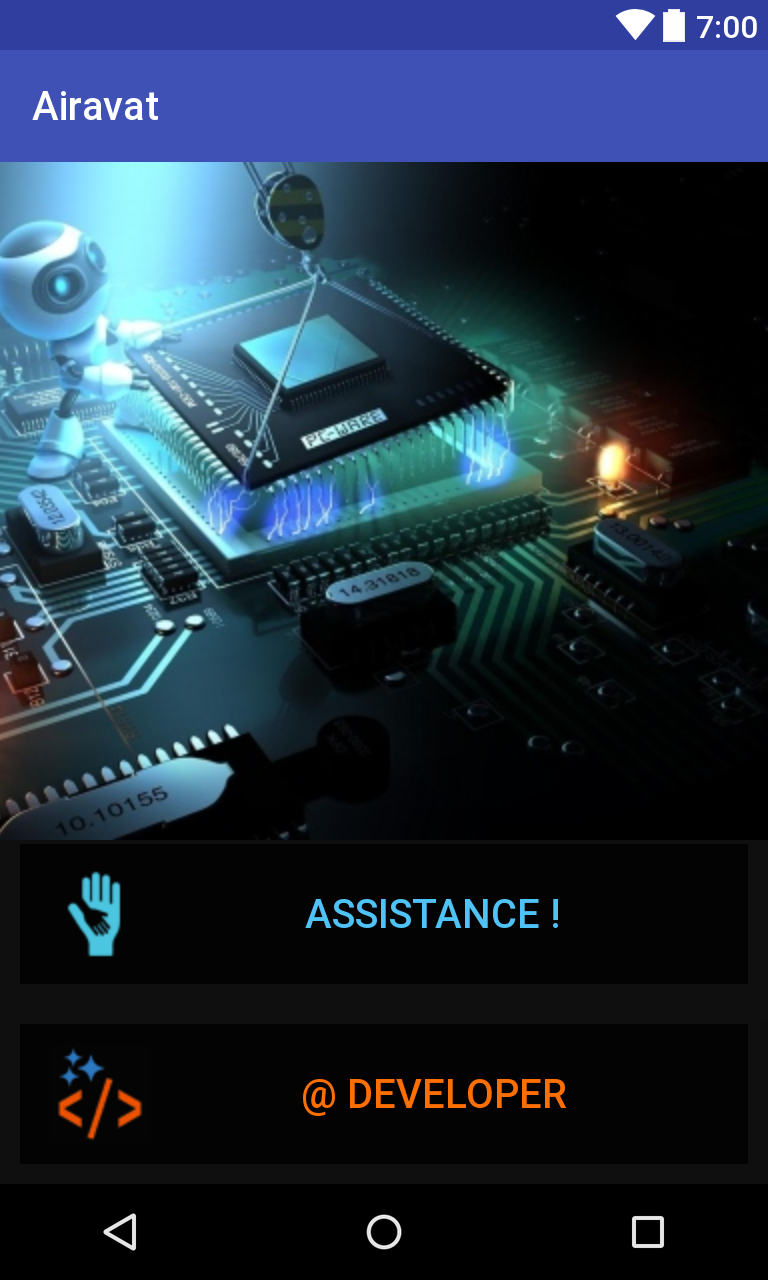 7:00
Airavat
PC-WARE
14.31818
10.10155
ASSISTANCE !
@ DEVELOPER